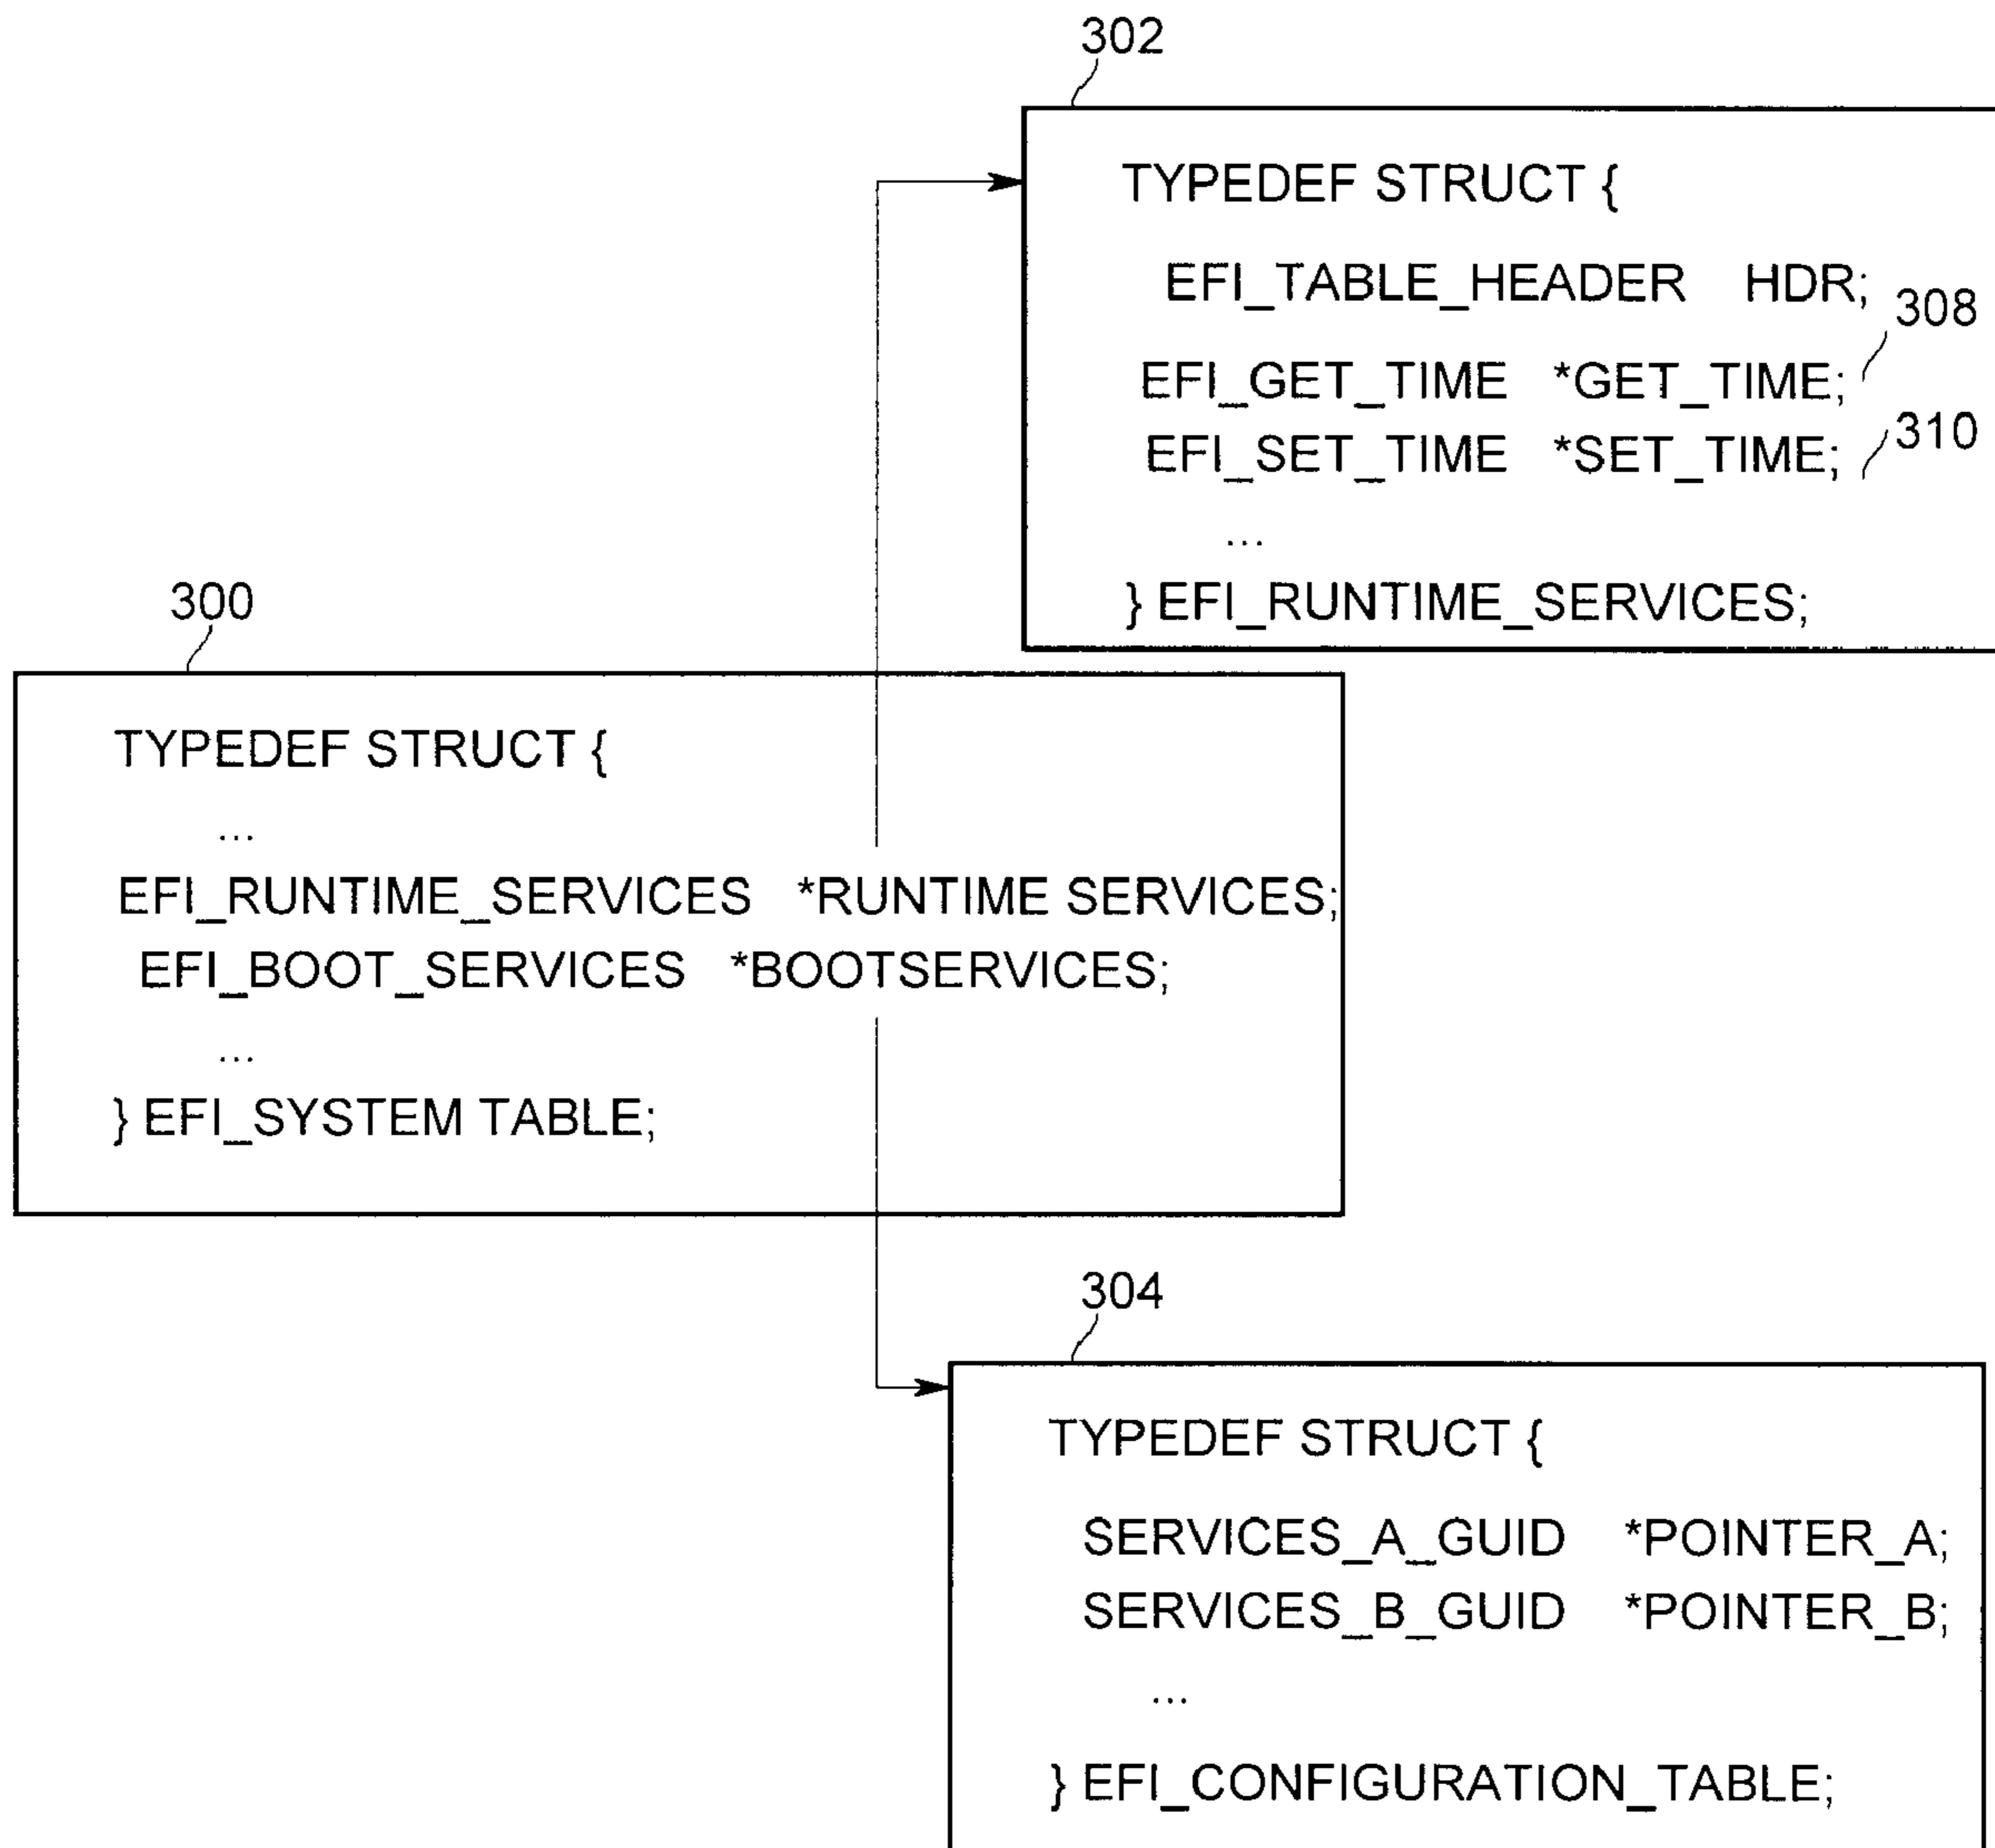 302
TYPEDEF STRUCT {
EFI_TABLE_HEADER HDR;
308
EFI_GET_TIME *GET_TIME;
310
EFI_SET_TIME *SET_TIME;
...
} EFI_RUNTIME_SERVICES;
300
TYPEDEF STRUCT {
...
EFI_RUNTIME_SERVICES *RUNTIME SERVICES;
EFI_BOOT_SERVICES *BOOTSERVICES;
...
} EFI_SYSTEM TABLE;
304
TYPEDEF STRUCT {
SERVICES_A_GUID *POINTER_A;
SERVICES_B_GUID *POINTER_B;
...
} EFI_CONFIGURATION_TABLE;